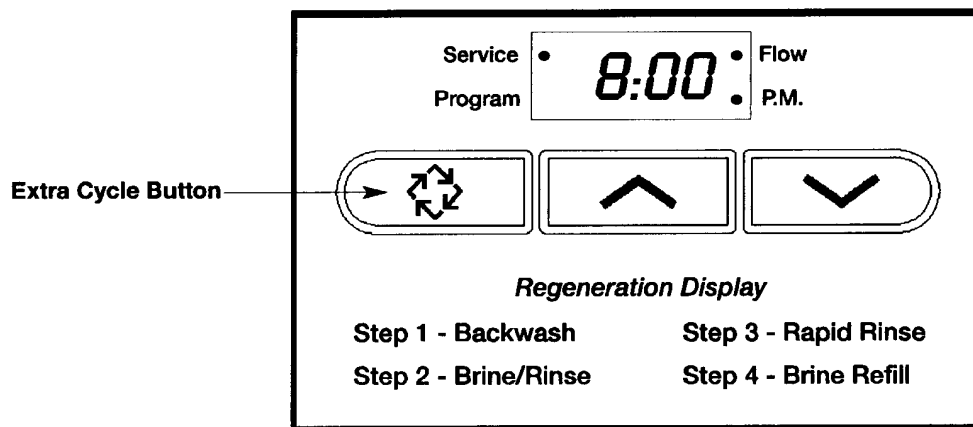 Service 8:00 Flow
Program P.M.
Extra Cycle Button
Regeneration Display
Step 1 - Backwash Step 3 - Rapid Rinse
Step 2 - Brine/Rinse Step 4 - Brine Refill